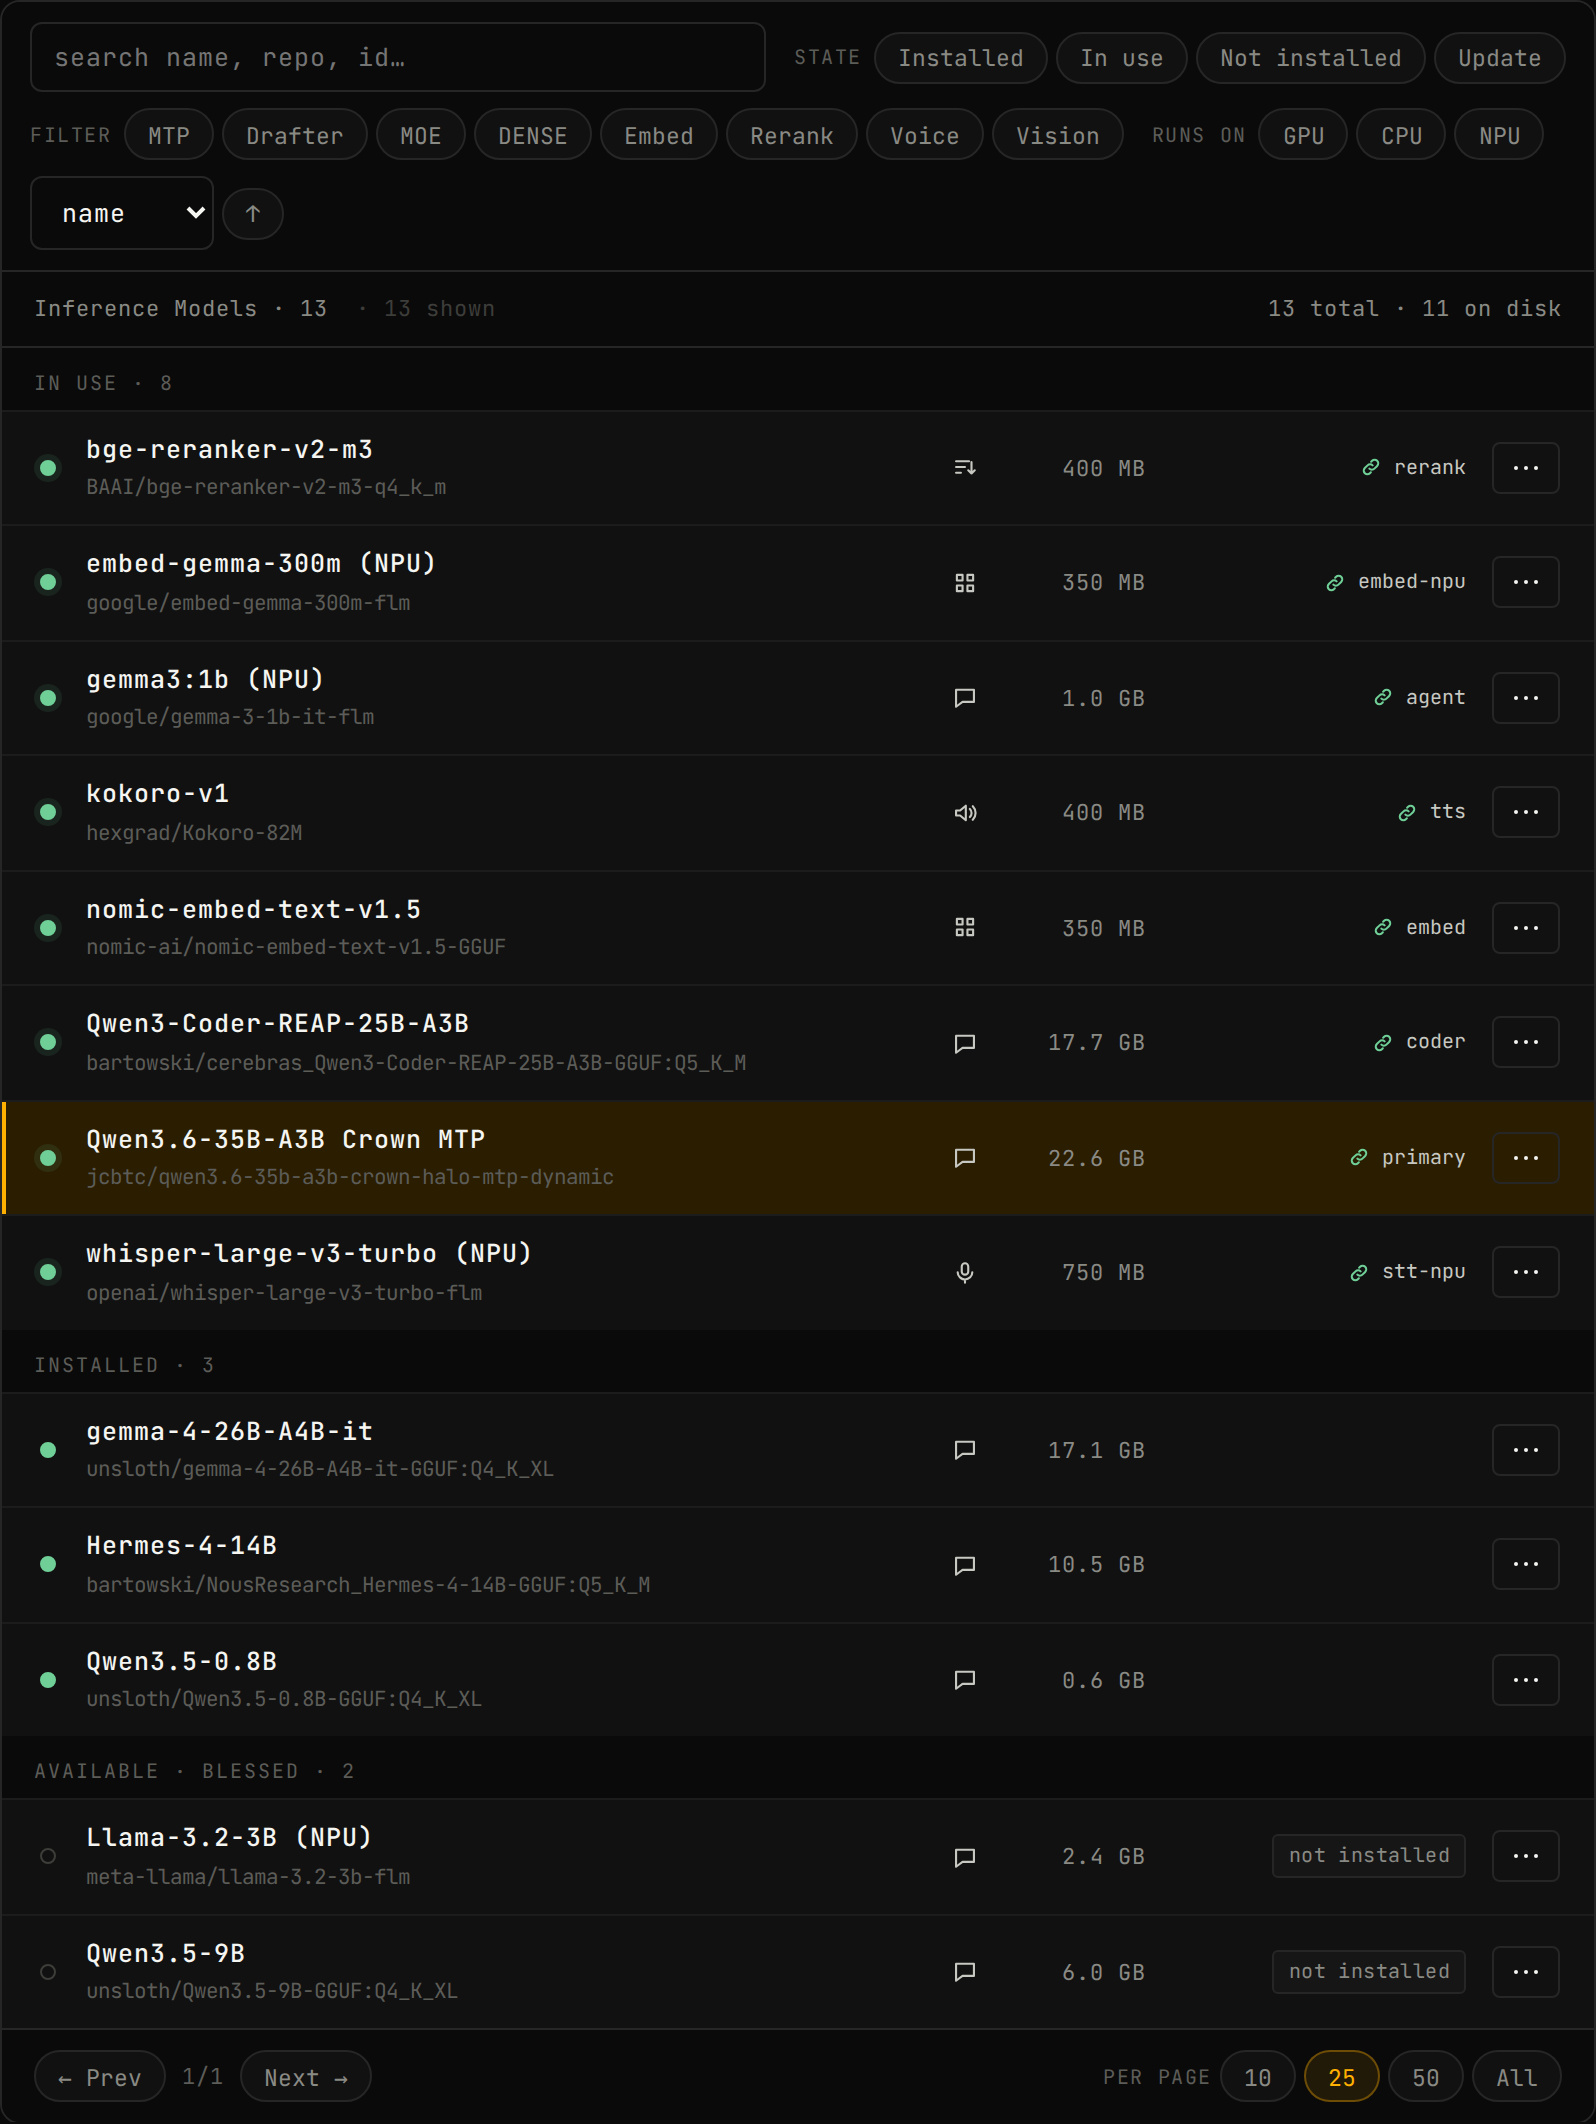 search name, repo, id…
STATE Installed In use Not installed Update
FILTER MTP Drafter MOE DENSE Embed Rerank Voice Vision RUNS ON GPU CPU NPU
name ↑
Inference Models · 13 · 13 shown 13 total · 11 on disk
IN USE · 8
bge-reranker-v2-m3
BAAI/bge-reranker-v2-m3-q4_k_m
400 MB rerank ···
embed-gemma-300m (NPU)
google/embed-gemma-300m-flm
350 MB embed-npu ···
gemma3:1b (NPU)
google/gemma-3-1b-it-flm
1.0 GB agent ···
kokoro-v1
hexgrad/Kokoro-82M
400 MB tts ···
nomic-embed-text-v1.5
nomic-ai/nomic-embed-text-v1.5-GGUF
350 MB embed ···
Qwen3-Coder-REAP-25B-A3B
bartowski/cerebras_Qwen3-Coder-REAP-25B-A3B-GGUF:Q5_K_M
17.7 GB coder ···
Qwen3.6-35B-A3B Crown MTP
jcbtc/qwen3.6-35b-a3b-crown-halo-mtp-dynamic
22.6 GB primary ···
whisper-large-v3-turbo (NPU)
openai/whisper-large-v3-turbo-flm
750 MB stt-npu ···
INSTALLED · 3
gemma-4-26B-A4B-it
unsloth/gemma-4-26B-A4B-it-GGUF:Q4_K_XL
17.1 GB ···
Hermes-4-14B
bartowski/NousResearch_Hermes-4-14B-GGUF:Q5_K_M
10.5 GB ···
Qwen3.5-0.8B
unsloth/Qwen3.5-0.8B-GGUF:Q4_K_XL
0.6 GB ···
AVAILABLE · BLESSED · 2
Llama-3.2-3B (NPU)
meta-llama/llama-3.2-3b-flm
2.4 GB not installed ···
Qwen3.5-9B
unsloth/Qwen3.5-9B-GGUF:Q4_K_XL
6.0 GB not installed ···
← Prev 1/1 Next → PER PAGE 10 25 50 All